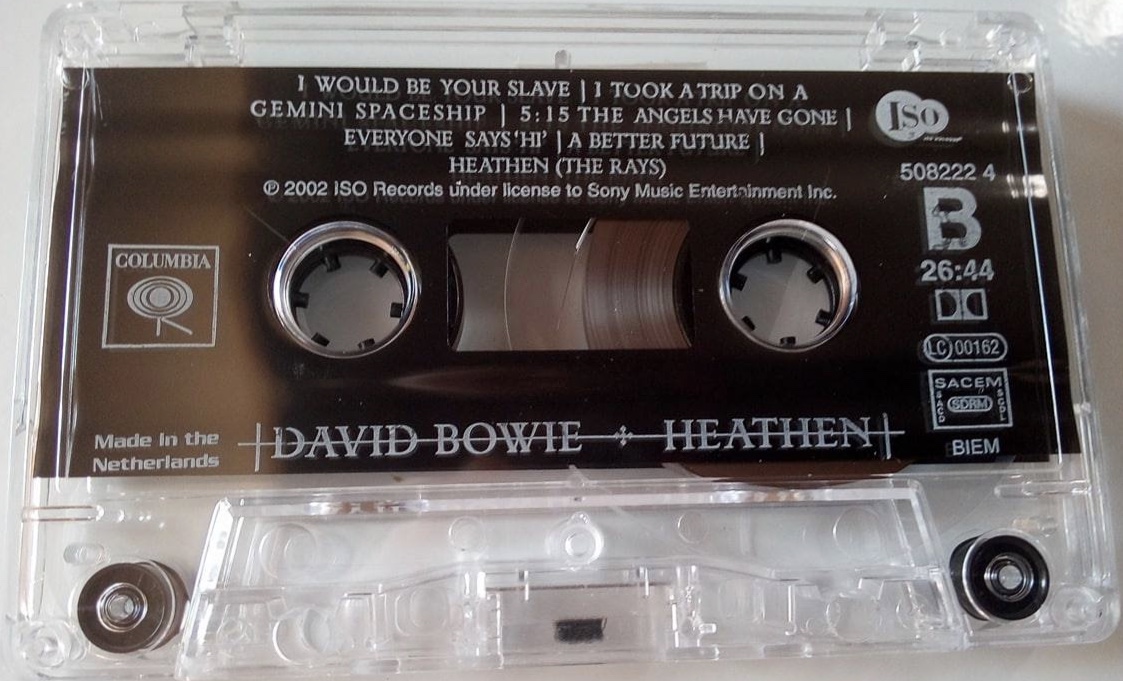 I WOULD BE YOUR SLAVE | I TOOK A TRIP ON A
GEMINI SPACESHIP | 5:15 THE ANGELS HAVE GONE |
EVERYONE SAYS 'HI' | A BETTER FUTURE |
HEATHEN (THE RAYS)
℗ 2002 ISO Records under license to Sony Music Entertainment Inc.
ISO
508222 4
B
26:44
LC 00162
SACEM
SACD
SDRM
SCGL
BIEM
COLUMBIA
Made in the
Netherlands
DAVID BOWIE HEATHEN